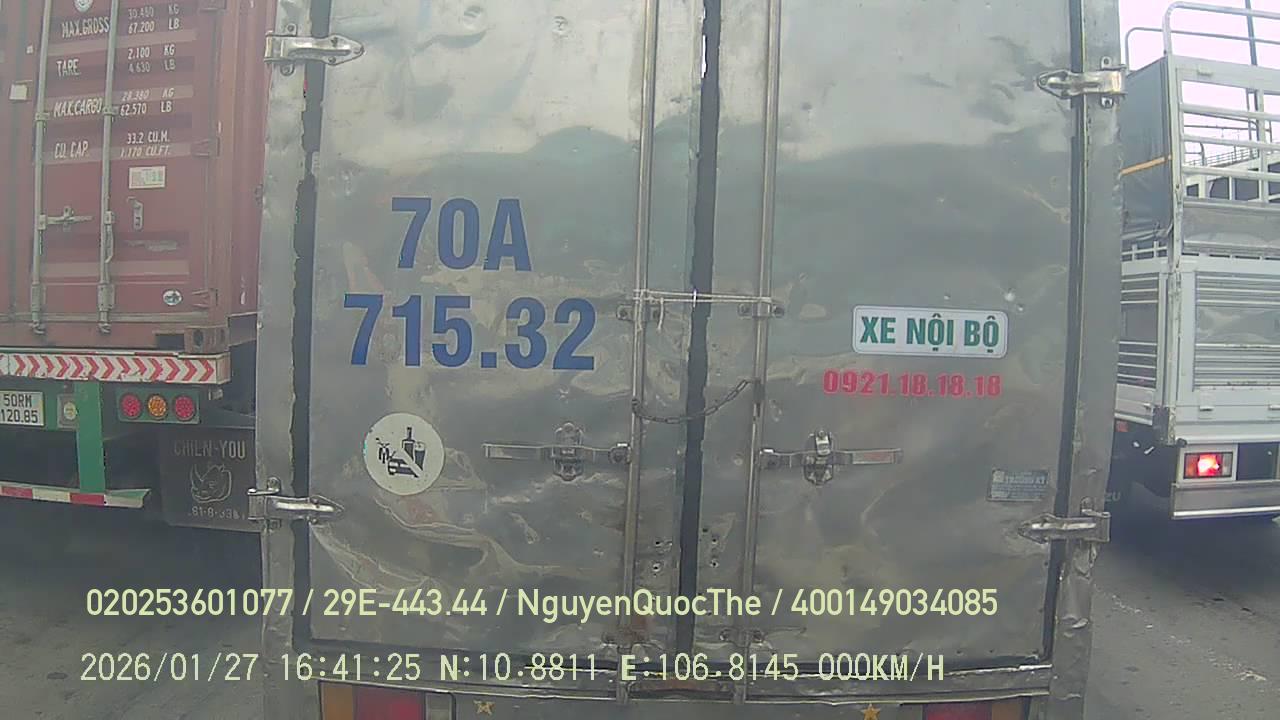 MAX.GROSS 30.480 KG
67.200 LB
TARE. 2.100 KG
4.630 LB
MAX.CARGO 28.380 KG
62.570 LB
CU. CAP. 33.2 CU.M.
1.170 CU.FT.
50RM
120.85
CHIEN-YOU
70A
715.32
XE NỘI BỘ
0921.18.18.18
020253601077 / 29E-443.44 / NguyenQuocThe / 400149034085
2026/01/27 16:41:25 N:10.8811 E:106.8145 000KM/H